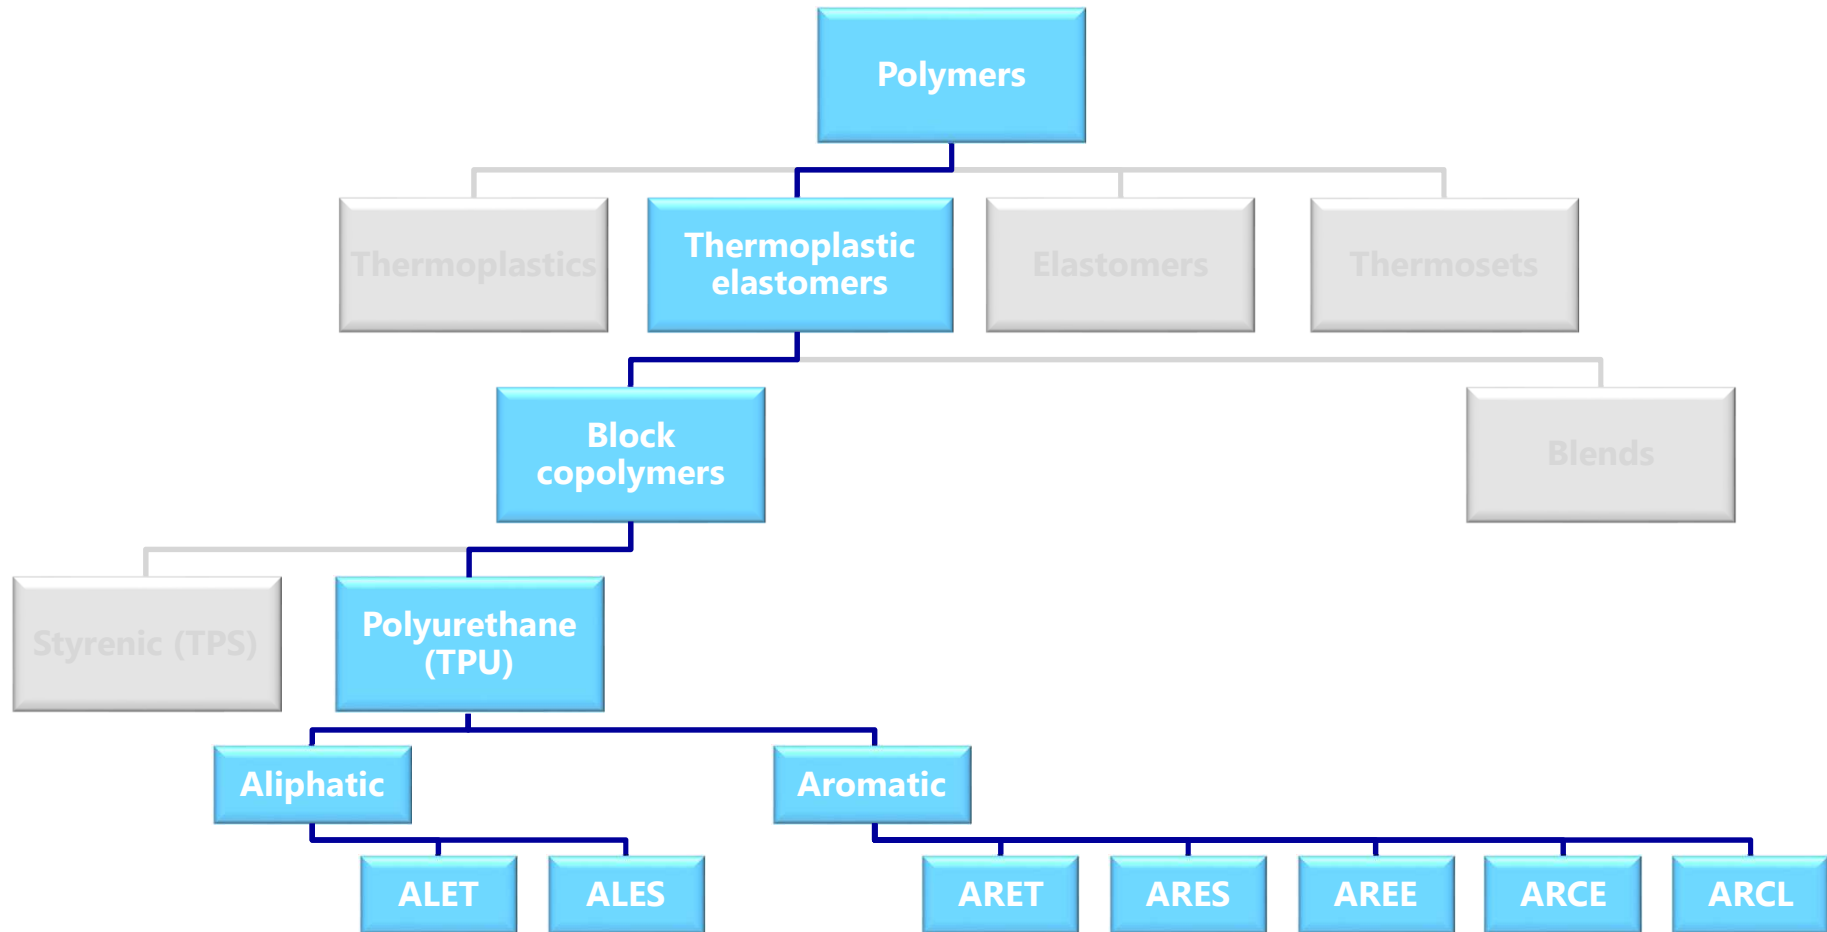 Polymers
Thermoplastics
Thermoplastic
elastomers
Elastomers
Thermosets
Block
copolymers
Blends
Styrenic (TPS)
Polyurethane
(TPU)
Aliphatic
Aromatic
ALET
ALES
ARET
ARES
AREE
ARCE
ARCL